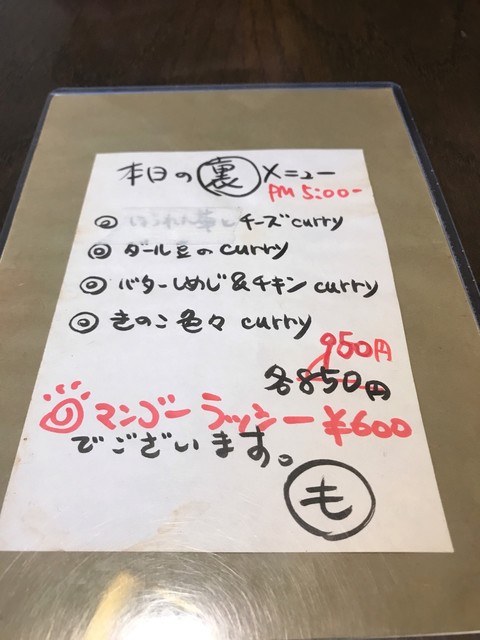 本日の裏メニュー
PM 5:00-
◎ほうれん草とチーズcurry
◎ダール豆のcurry
◎バターしめじ&チキンcurry
◎きのこ色々curry
950円
各850円
マンゴーラッシー¥600
でございます。
も